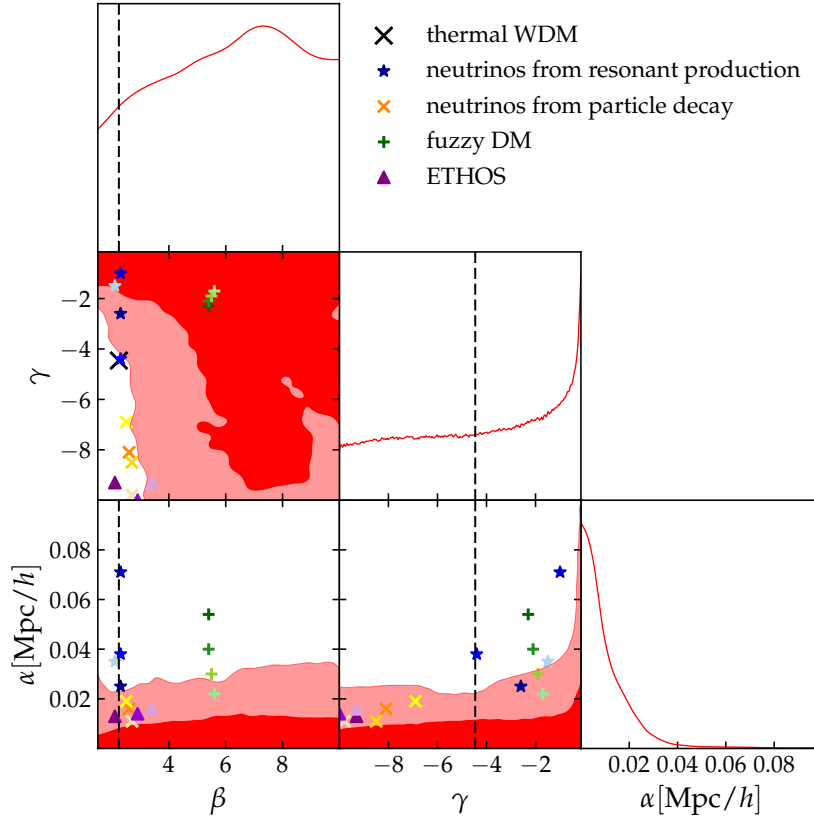 thermal WDM
neutrinos from resonant production
neutrinos from particle decay
fuzzy DM
ETHOS
−2
−4
−6
−8
γ
0.08
0.06
0.04
0.02
α[Mpc/h]
4 6 8
β
−8 −6 −4 −2
γ
0.02 0.04 0.06 0.08
α[Mpc/h]